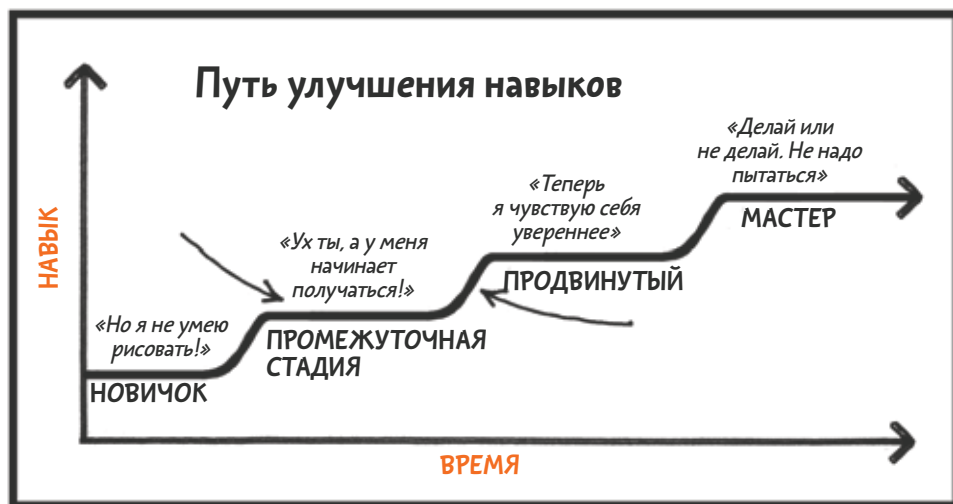 Путь улучшения навыков
«Делай или
не делай. Не надо
пытаться»
МАСТЕР
«Теперь
я чувствую себя
увереннее»
ПРОДВИНУТЫЙ
«Ух ты, а у меня
начинает
получаться!»
ПРОМЕЖУТОЧНАЯ
СТАДИЯ
«Но я не умею
рисовать!»
НОВИЧОК
НАВЫК
ВРЕМЯ